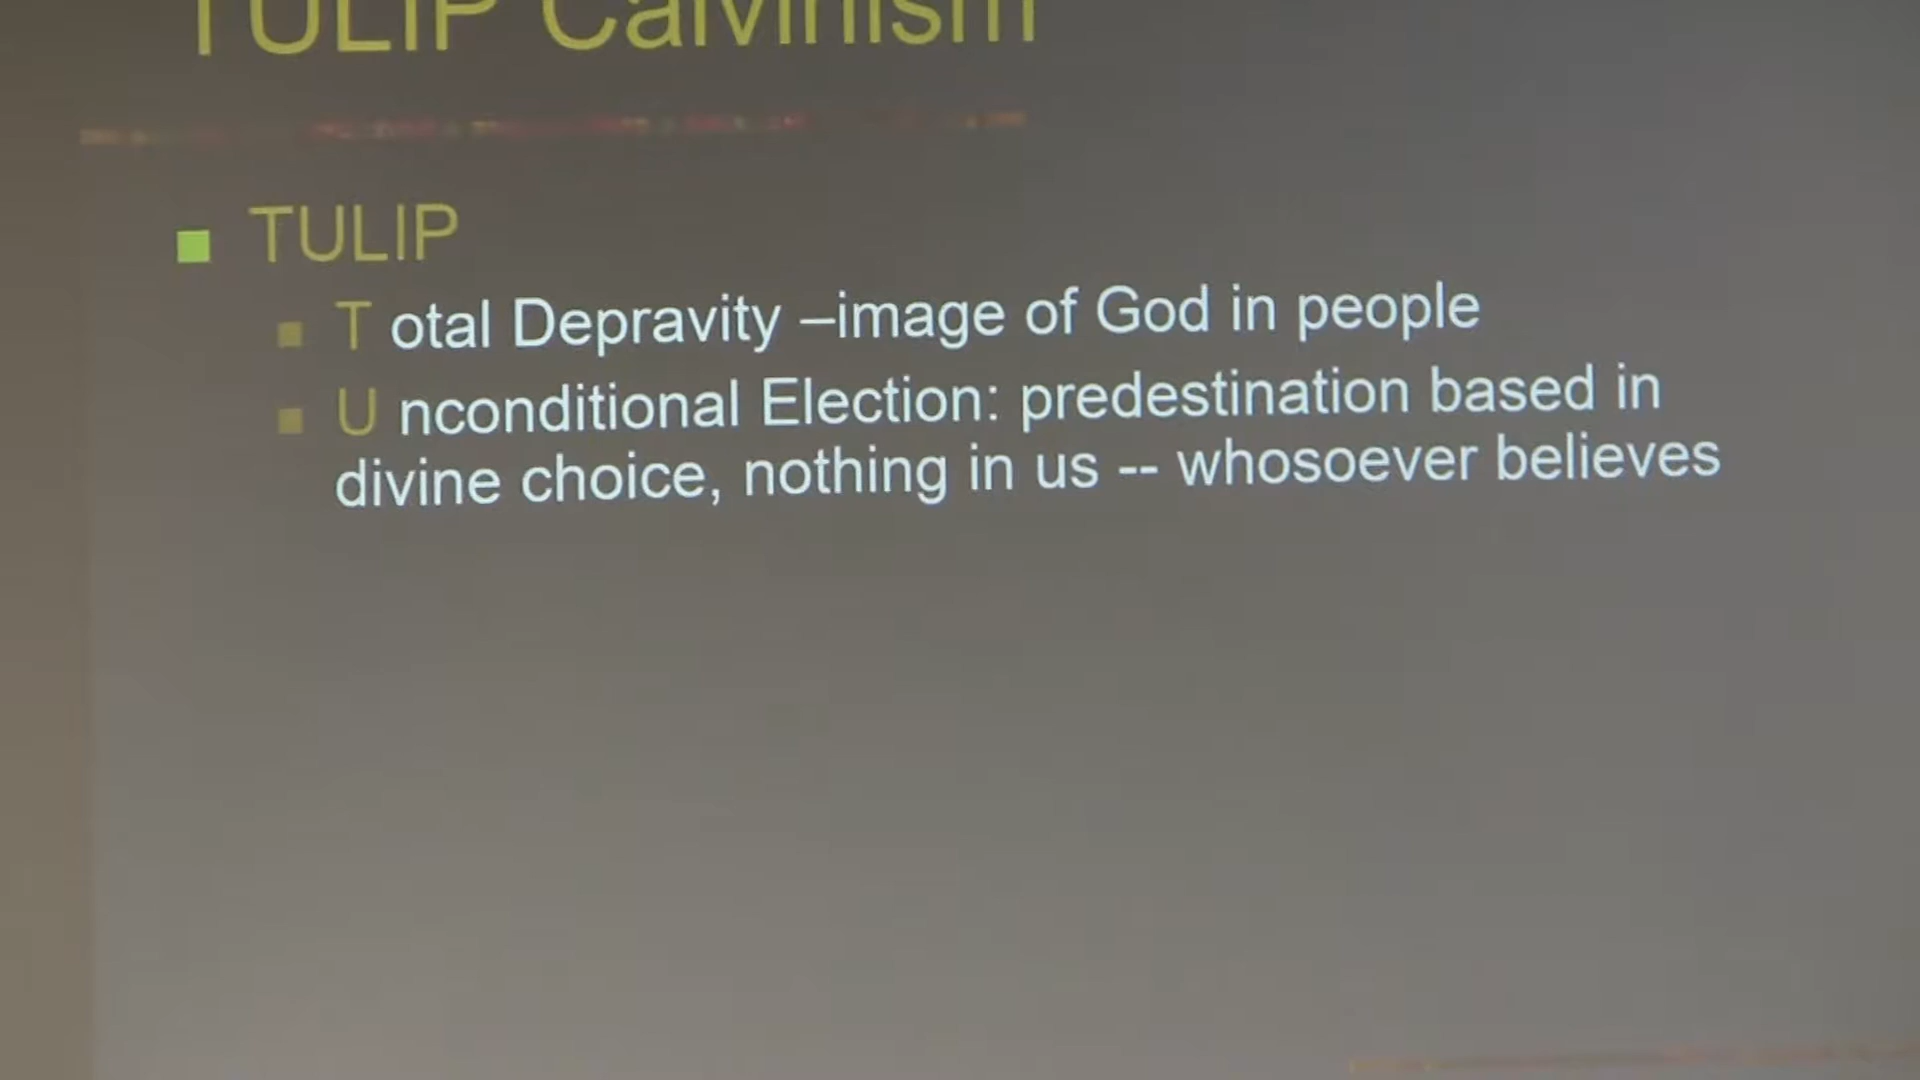 TULIP Calvinism
TULIP
T otal Depravity –image of God in people
U nconditional Election: predestination based in
divine choice, nothing in us -- whosoever believes